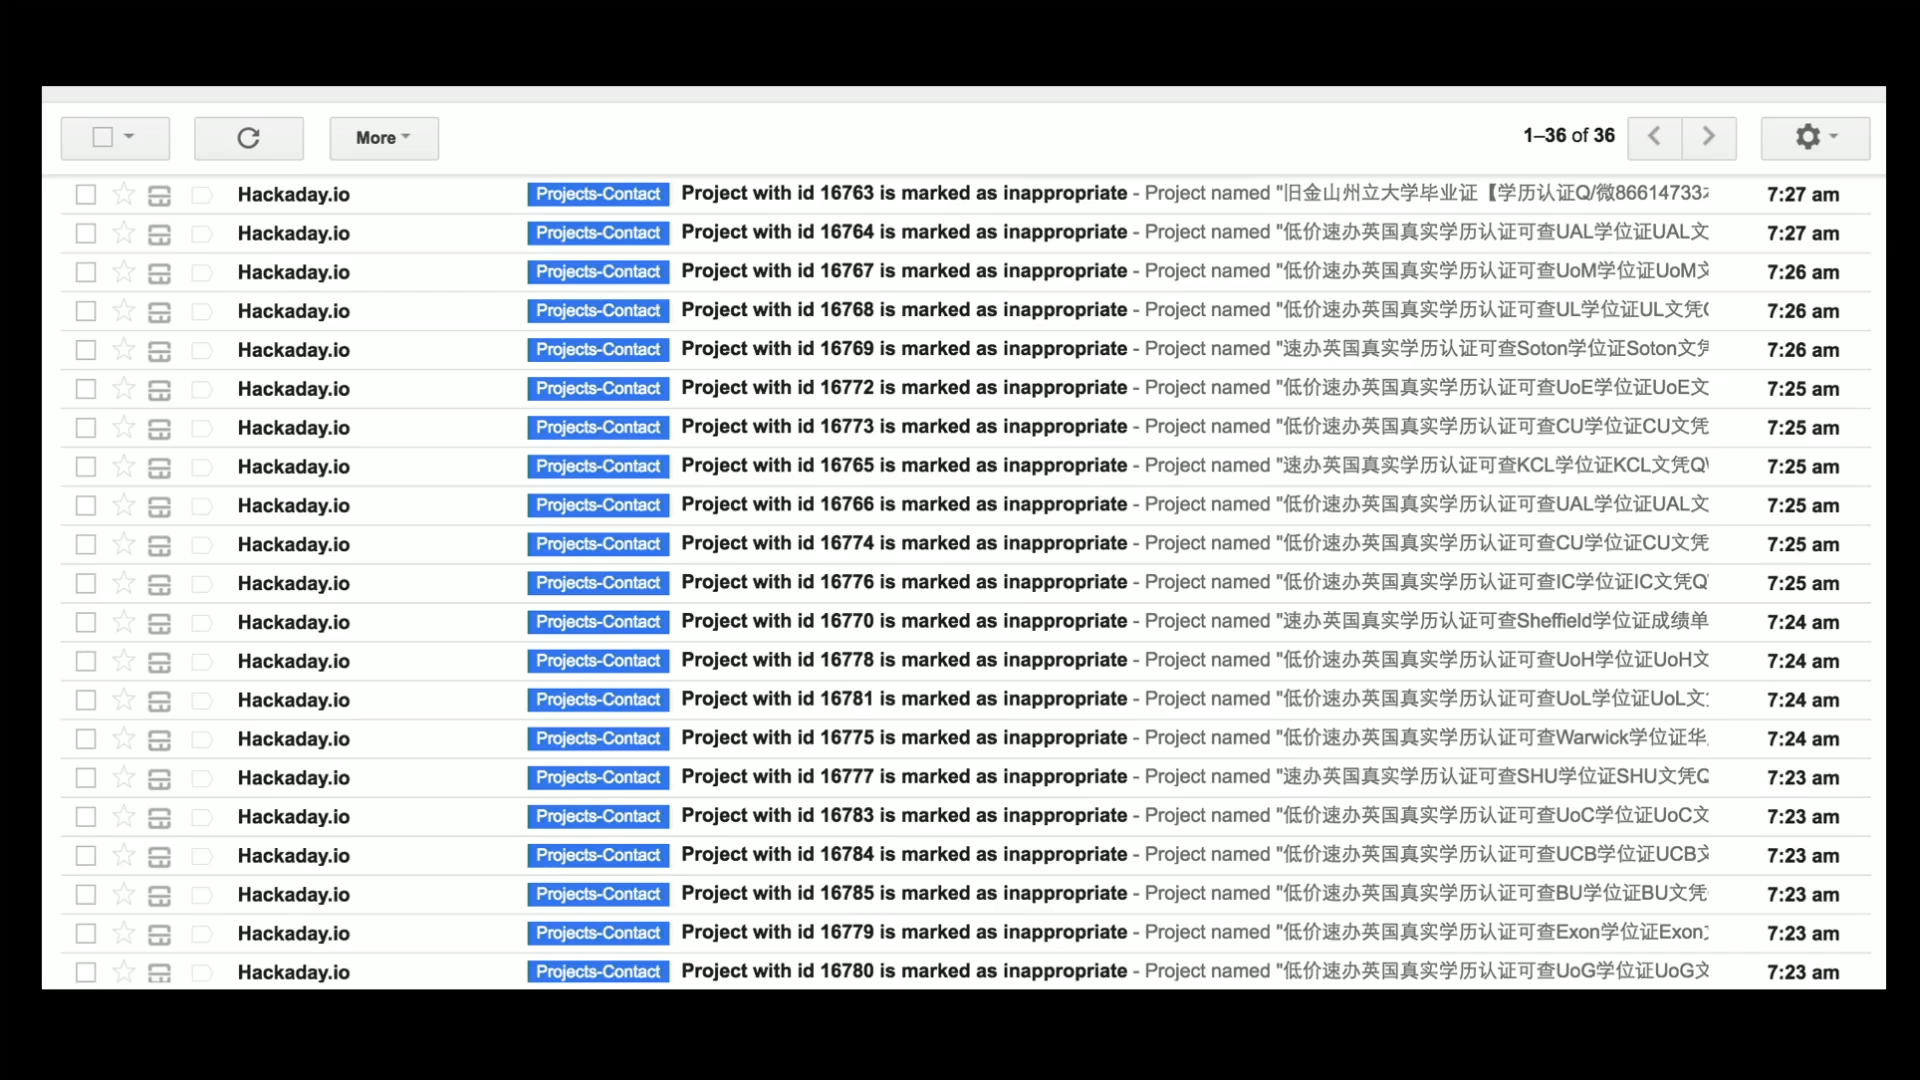 More
1–36 of 36
Hackaday.io Projects-Contact Project with id 16763 is marked as inappropriate - Project named "旧金山州立大学毕业证【学历认证Q/微86614733
7:27 am
Hackaday.io Projects-Contact Project with id 16764 is marked as inappropriate - Project named "低价速办英国真实学历认证可查UAL学位证UAL文 7:27 am
Hackaday.io Projects-Contact Project with id 16767 is marked as inappropriate - Project named "低价速办英国真实学历认证可查UoM学位证UoM文 7:26 am
Hackaday.io Projects-Contact Project with id 16768 is marked as inappropriate - Project named "低价速办英国真实学历认证可查UL学位证UL文凭 7:26 am
Hackaday.io Projects-Contact Project with id 16769 is marked as inappropriate - Project named "速办英国真实学历认证可查Soton学位证Soton文凭 7:26 am
Hackaday.io Projects-Contact Project with id 16772 is marked as inappropriate - Project named "低价速办英国真实学历认证可查UoE学位证UoE文 7:25 am
Hackaday.io Projects-Contact Project with id 16773 is marked as inappropriate - Project named "低价速办英国真实学历认证可查CU学位证CU文凭 7:25 am
Hackaday.io Projects-Contact Project with id 16765 is marked as inappropriate - Project named "速办英国真实学历认证可查KCL学位证KCL文凭Q 7:25 am
Hackaday.io Projects-Contact Project with id 16766 is marked as inappropriate - Project named "低价速办英国真实学历认证可查UAL学位证UAL文 7:25 am
Hackaday.io Projects-Contact Project with id 16774 is marked as inappropriate - Project named "低价速办英国真实学历认证可查CU学位证CU文凭 7:25 am
Hackaday.io Projects-Contact Project with id 16776 is marked as inappropriate - Project named "低价速办英国真实学历认证可查IC学位证IC文凭Q 7:25 am
Hackaday.io Projects-Contact Project with id 16770 is marked as inappropriate - Project named "速办英国真实学历认证可查Sheffield学位证成绩单 7:24 am
Hackaday.io Projects-Contact Project with id 16778 is marked as inappropriate - Project named "低价速办英国真实学历认证可查UoH学位证UoH文 7:24 am
Hackaday.io Projects-Contact Project with id 16781 is marked as inappropriate - Project named "低价速办英国真实学历认证可查UoL学位证UoL文 7:24 am
Hackaday.io Projects-Contact Project with id 16775 is marked as inappropriate - Project named "低价速办英国真实学历认证可查Warwick学位证华 7:24 am
Hackaday.io Projects-Contact Project with id 16777 is marked as inappropriate - Project named "速办英国真实学历认证可查SHU学位证SHU文凭Q 7:23 am
Hackaday.io Projects-Contact Project with id 16783 is marked as inappropriate - Project named "低价速办英国真实学历认证可查UoC学位证UoC文 7:23 am
Hackaday.io Projects-Contact Project with id 16784 is marked as inappropriate - Project named "低价速办英国真实学历认证可查UCB学位证UCB文 7:23 am
Hackaday.io Projects-Contact Project with id 16785 is marked as inappropriate - Project named "低价速办英国真实学历认证可查BU学位证BU文凭 7:23 am
Hackaday.io Projects-Contact Project with id 16779 is marked as inappropriate - Project named "低价速办英国真实学历认证可查Exon学位证Exon 7:23 am
Hackaday.io Projects-Contact Project with id 16780 is marked as inappropriate - Project named "低价速办英国真实学历认证可查UoG学位证UoG文 7:23 am